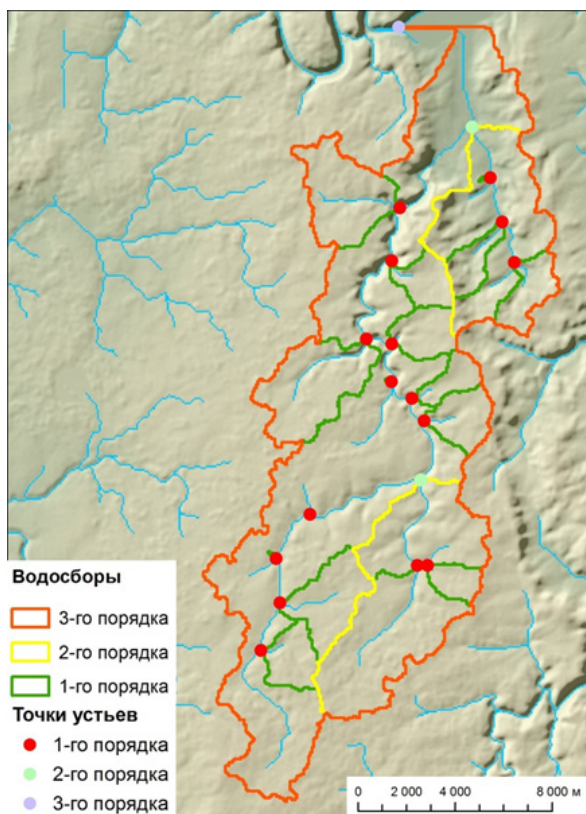 Водосборы
3-го порядка
2-го порядка
1-го порядка
Точки устьев
1-го порядка
2-го порядка
3-го порядка
0 2 000 4 000 8 000 м